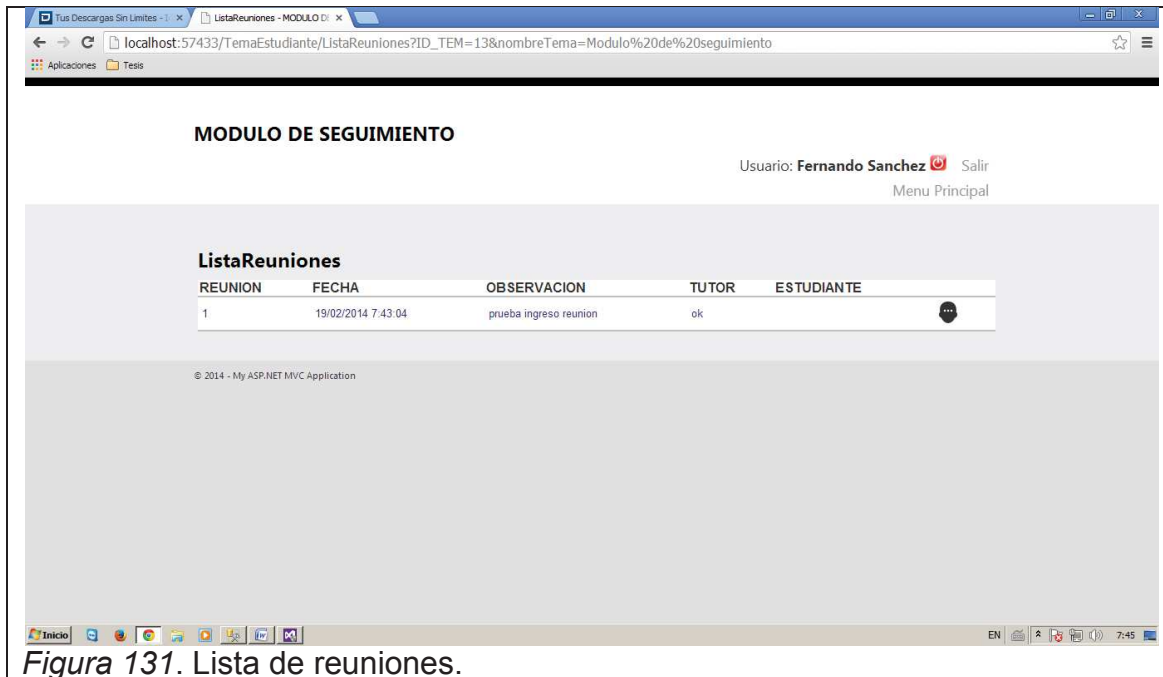 Tus Descargas Sin Limites -
ListaReuniones - MODULO D
localhost:57433/TemaEstudiante/ListaReuniones?ID_TEM=13&nombreTema=Modulo%20de%20seguimiento
Aplicaciones Tesis
MODULO DE SEGUIMIENTO
Usuario: Fernando Sanchez Salir
Menu Principal
ListaReuniones
REUNION FECHA OBSERVACION TUTOR ESTUDIANTE
1 19/02/2014 7:43:04 prueba ingreso reunion ok
© 2014 - My ASP.NET MVC Application
Inicio EN 7:45
Figura 131. Lista de reuniones.